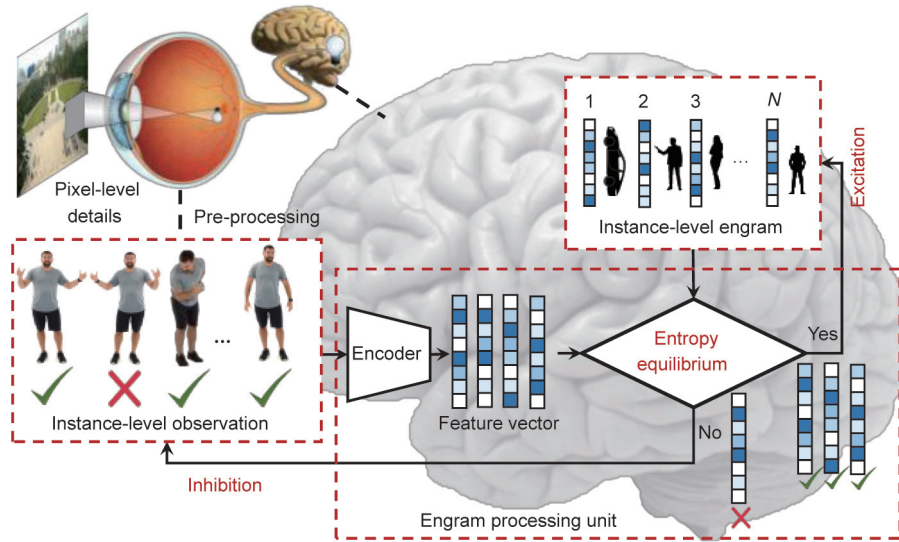 Pixel-level
details
Pre-processing
1 2 3 N
...
Instance-level engram
Excitation
...
Instance-level observation
Encoder
Feature vector
Entropy
equilibrium
Yes
No
Inhibition
Engram processing unit